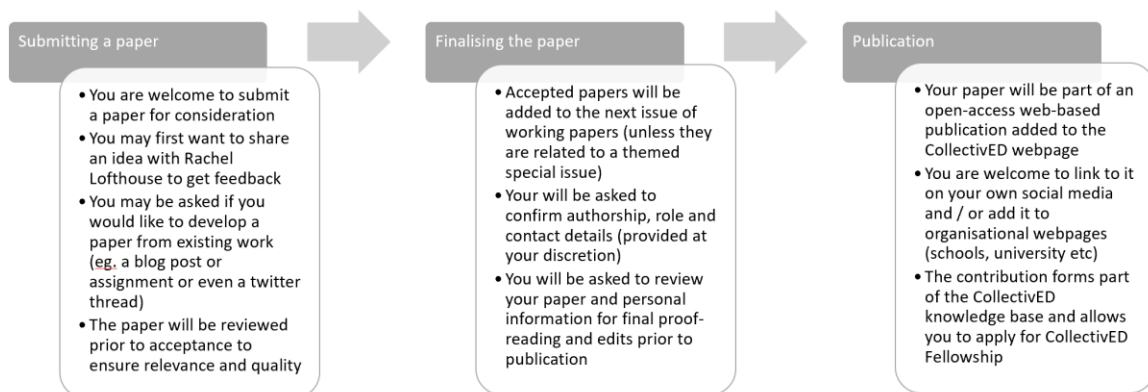 Submitting a paper
• You are welcome to submit
a paper for consideration
• You may first want to share
an idea with Rachel
Lofthouse to get feedback
• You may be asked if you
would like to develop a
paper from existing work
(eg. a blog post or
assignment or even a twitter
thread)
• The paper will be reviewed
prior to acceptance to
ensure relevance and quality
Finalising the paper
• Accepted papers will be
added to the next issue of
working papers (unless they
are related to a themed
special issue)
• Your will be asked to
confirm authorship, role and
contact details (provided at
your discretion)
• You will be asked to review
your paper and personal
information for final proof-
reading and edits prior to
publication
Publication
• Your paper will be part of an
open-access web-based
publication added to the
CollectivED webpage
• You are welcome to link to it
on your own social media
and / or add it to
organisational webpages
(schools, university etc)
• The contribution forms part
of the CollectivED
knowledge base and allows
you to apply for CollectivED
Fellowship